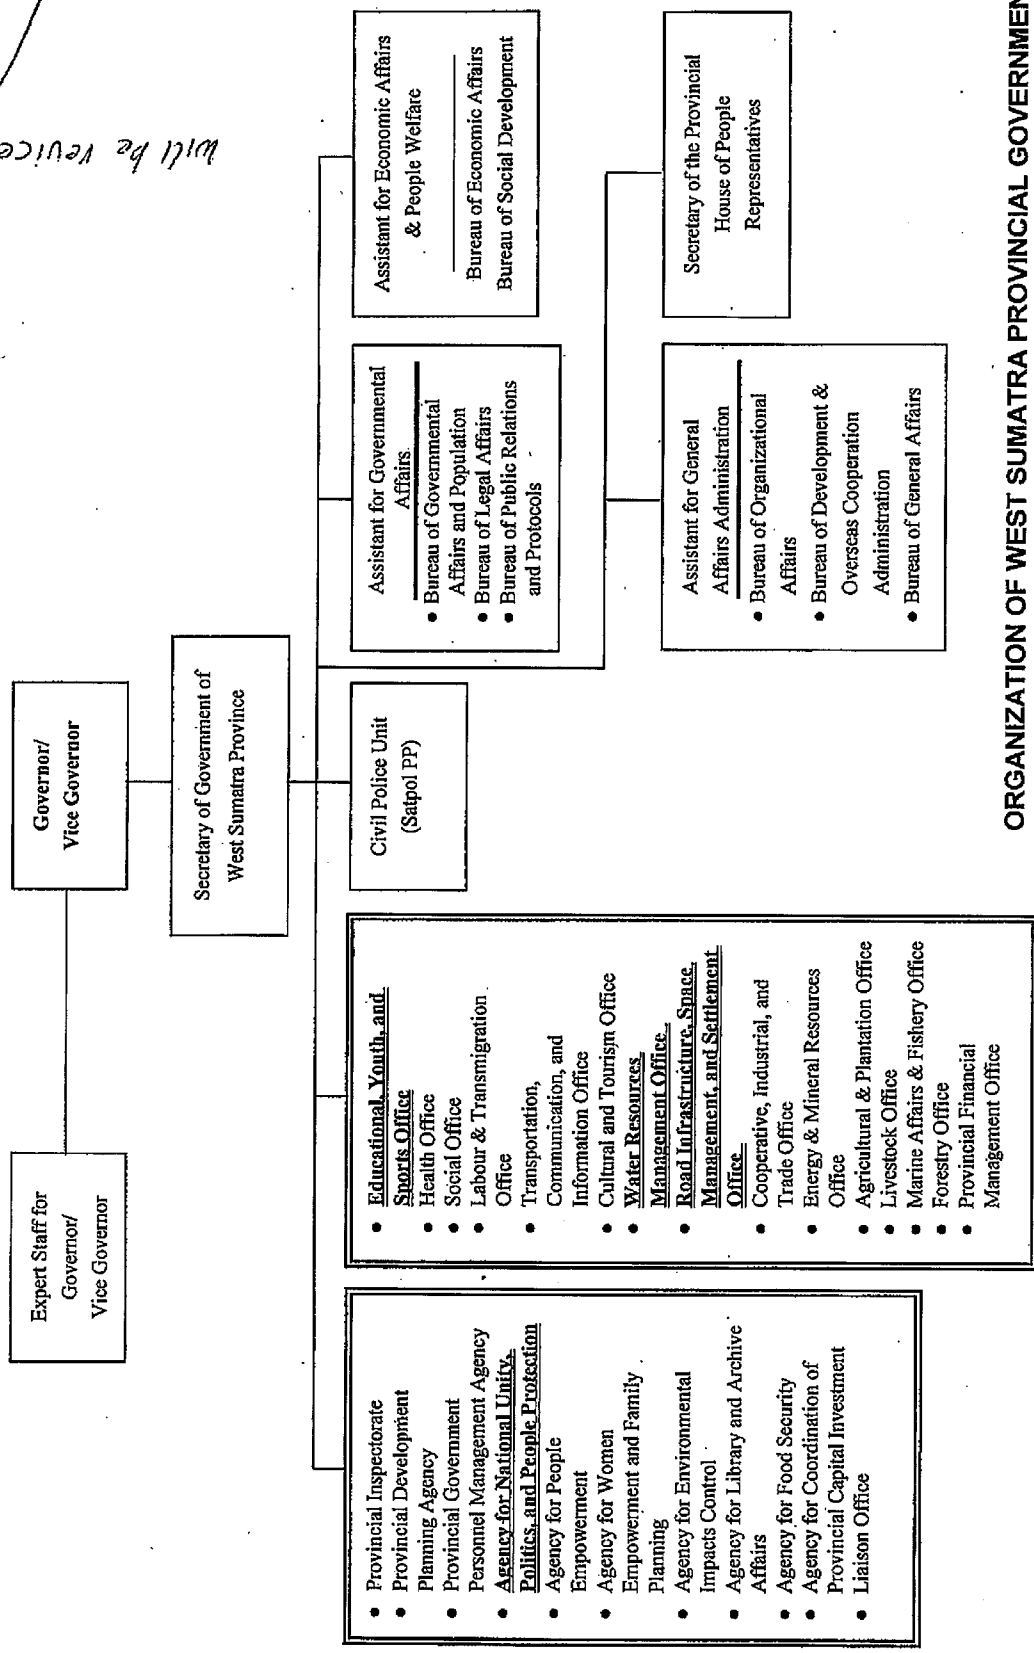 will be
Governor/
Vice Governor
Expert Staff for
Governor/
Vice Governor
Secretary of Government of
West Sumatra Province
• Provincial Inspectorate
• Provincial Development
Planning Agency
• Provincial Government
Personnel Management Agency
• Agency for National Unity,
Politics, and People Protection
• Agency for People
Empowerment
• Agency for Women
Empowerment and Family
Planning
• Agency for Environmental
Impacts Control
• Agency for Library and Archive
Affairs
• Agency for Food Security
• Agency for Coordination of
Provincial Capital Investment
• Liaison Office
• Educational, Youth, and
Sports Office
• Health Office
• Social Office
• Labour & Transmigration
Office
• Transportation,
Communication, and
Information Office
• Cultural and Tourism Office
• Water Resources
Management Office
• Road Infrastructure, Space
Management, and Settlement
Office
• Cooperative, Industrial, and
Trade Office
• Energy & Mineral Resources
Office
• Agricultural & Plantation Office
• Livestock Office
• Marine Affairs & Fishery Office
• Forestry Office
• Provincial Financial
Management Office
Civil Police Unit
(Satpol PP)
Assistant for Governmental
Affairs
• Bureau of Governmental
Affairs and Population
• Bureau of Legal Affairs
• Bureau of Public Relations
and Protocols
Assistant for Economic Affairs
& People Welfare
Bureau of Economic Affairs
Bureau of Social Development
Assistant for General
Affairs Administration
• Bureau of Organizational
Affairs
• Bureau of Development &
Overseas Cooperation
Administration
• Bureau of General Affairs
Secretary of the Provincial
House of People
Representatives
ORGANIZATION OF WEST SUMATRA PROVINCIAL GOVERNMEN